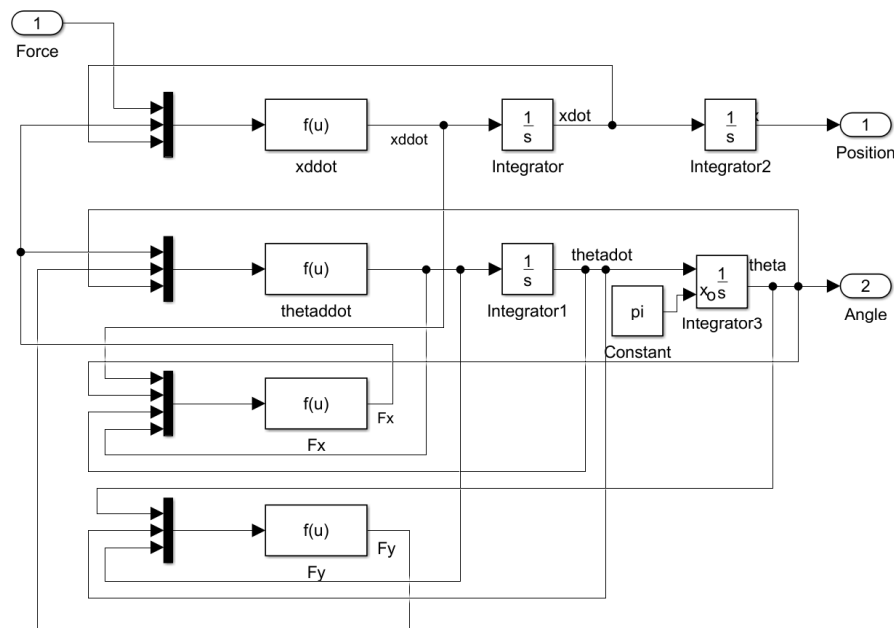 1
Force
f(u)
xddot
xddot
1
s
Integrator
xdot
1
s
Integrator2
x
1
Position
f(u)
thetaddot
1
s
Integrator1
thetadot
pi
Constant
xo
1
s
Integrator3
theta
2
Angle
f(u)
Fx
Fx
f(u)
Fy
Fy